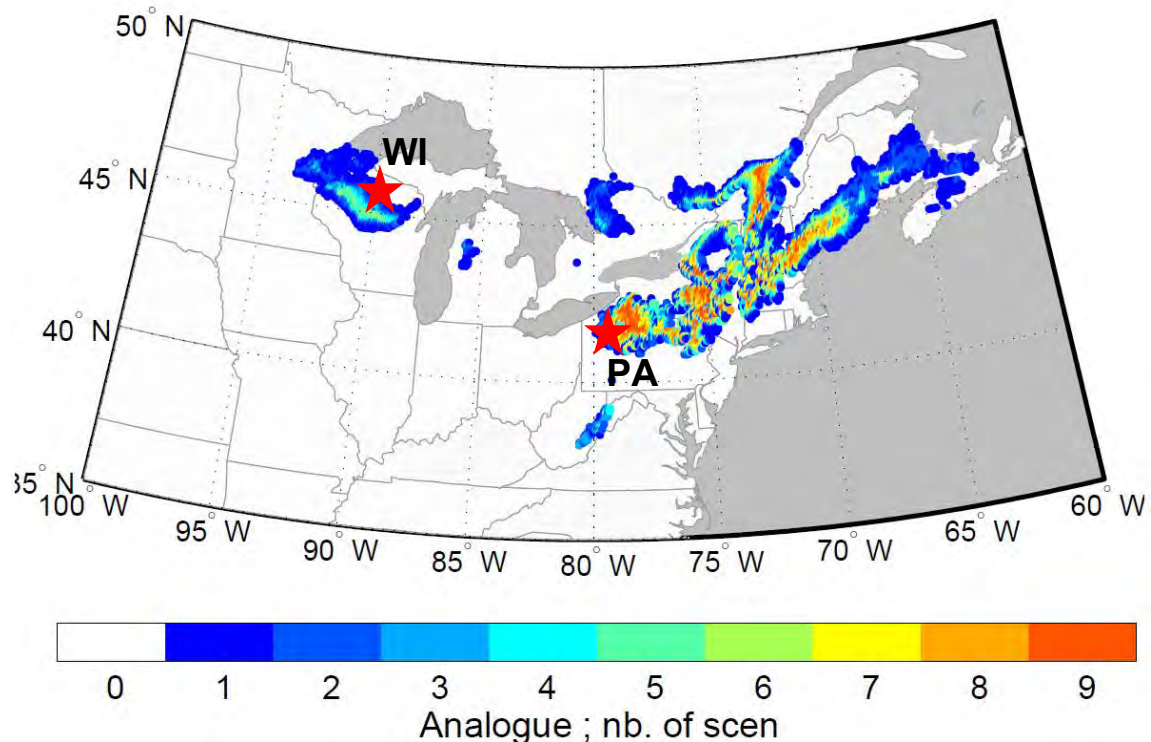 50° N
WI
45° N
40° N
PA
35° N
100° W
95° W
90° W
85° W
80° W
75° W
70° W
65° W
60° W
0 1 2 3 4 5 6 7 8 9
Analogue ; nb. of scen